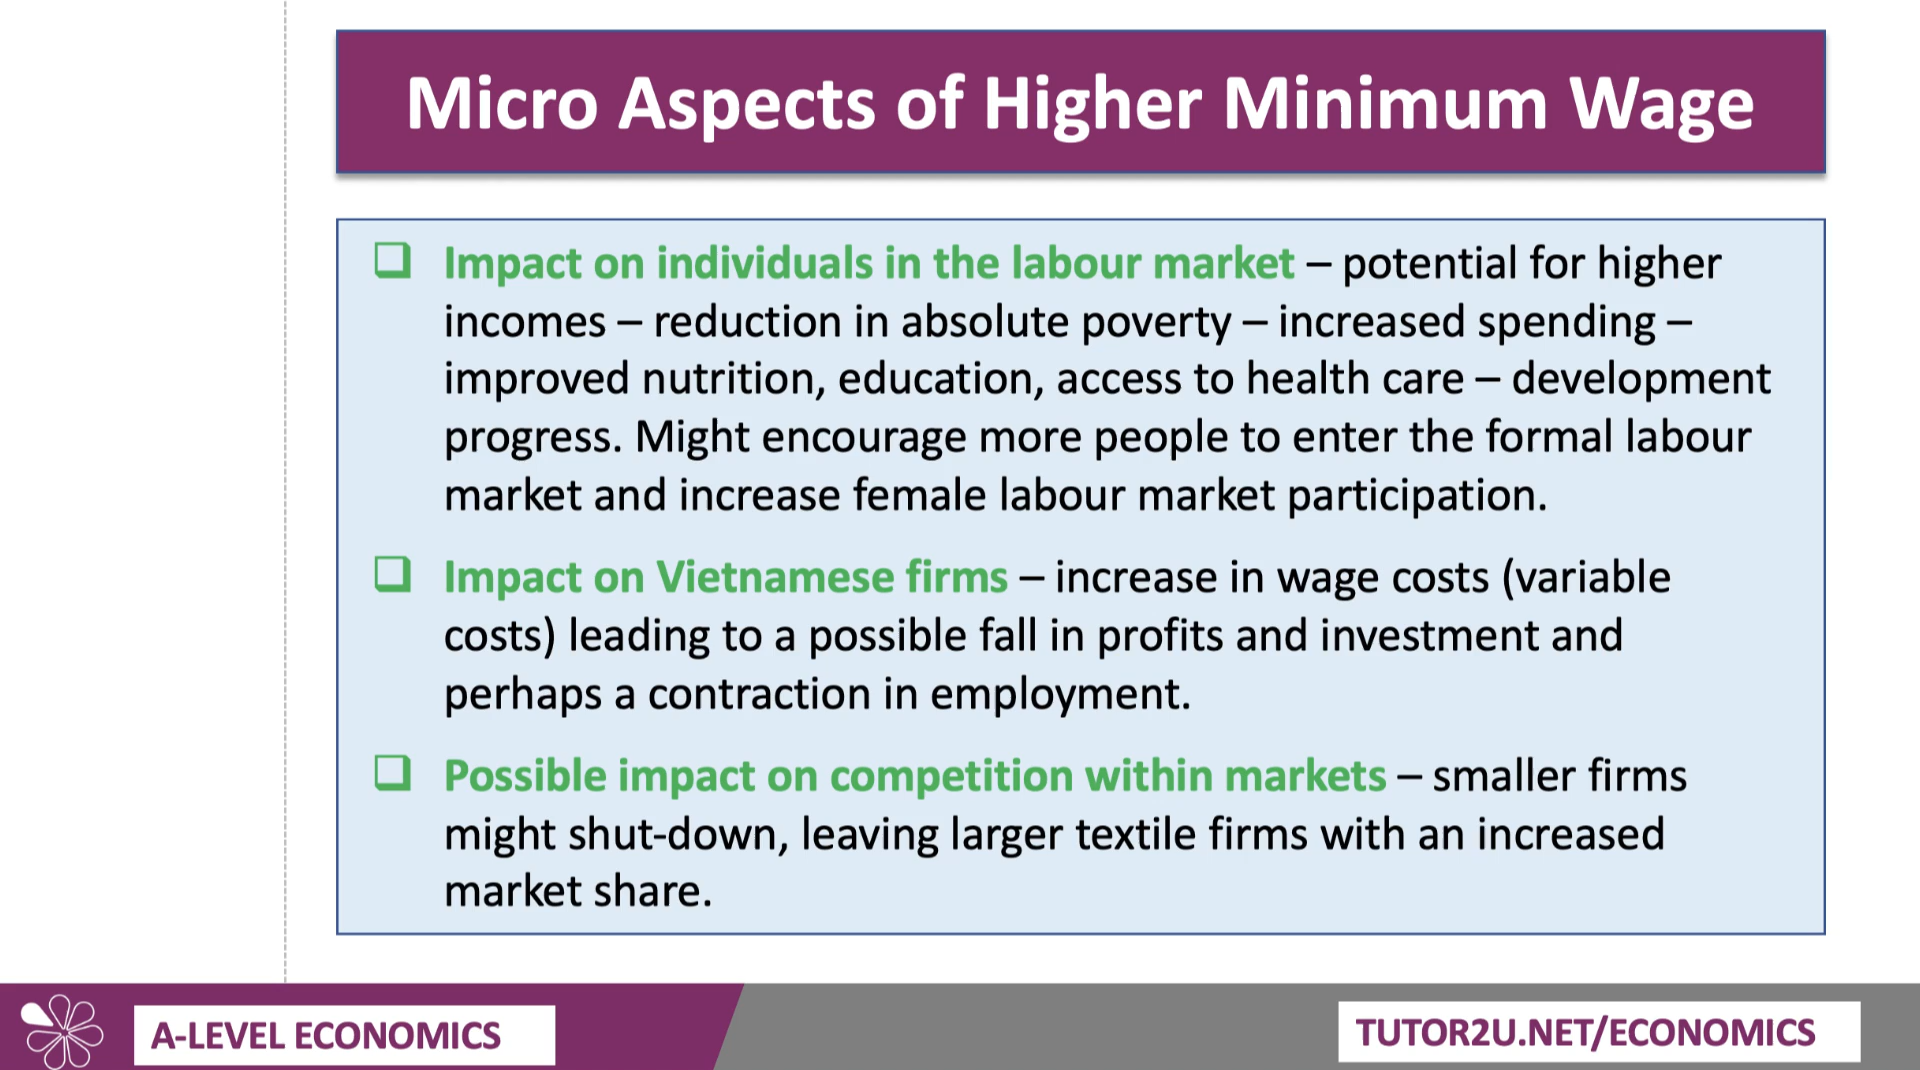 Micro Aspects of Higher Minimum Wage
Impact on individuals in the labour market – potential for higher
incomes – reduction in absolute poverty – increased spending –
improved nutrition, education, access to health care – development
progress. Might encourage more people to enter the formal labour
market and increase female labour market participation.
Impact on Vietnamese firms – increase in wage costs (variable
costs) leading to a possible fall in profits and investment and
perhaps a contraction in employment.
Possible impact on competition within markets – smaller firms
might shut-down, leaving larger textile firms with an increased
market share.
A-LEVEL ECONOMICS
TUTOR2U.NET/ECONOMICS